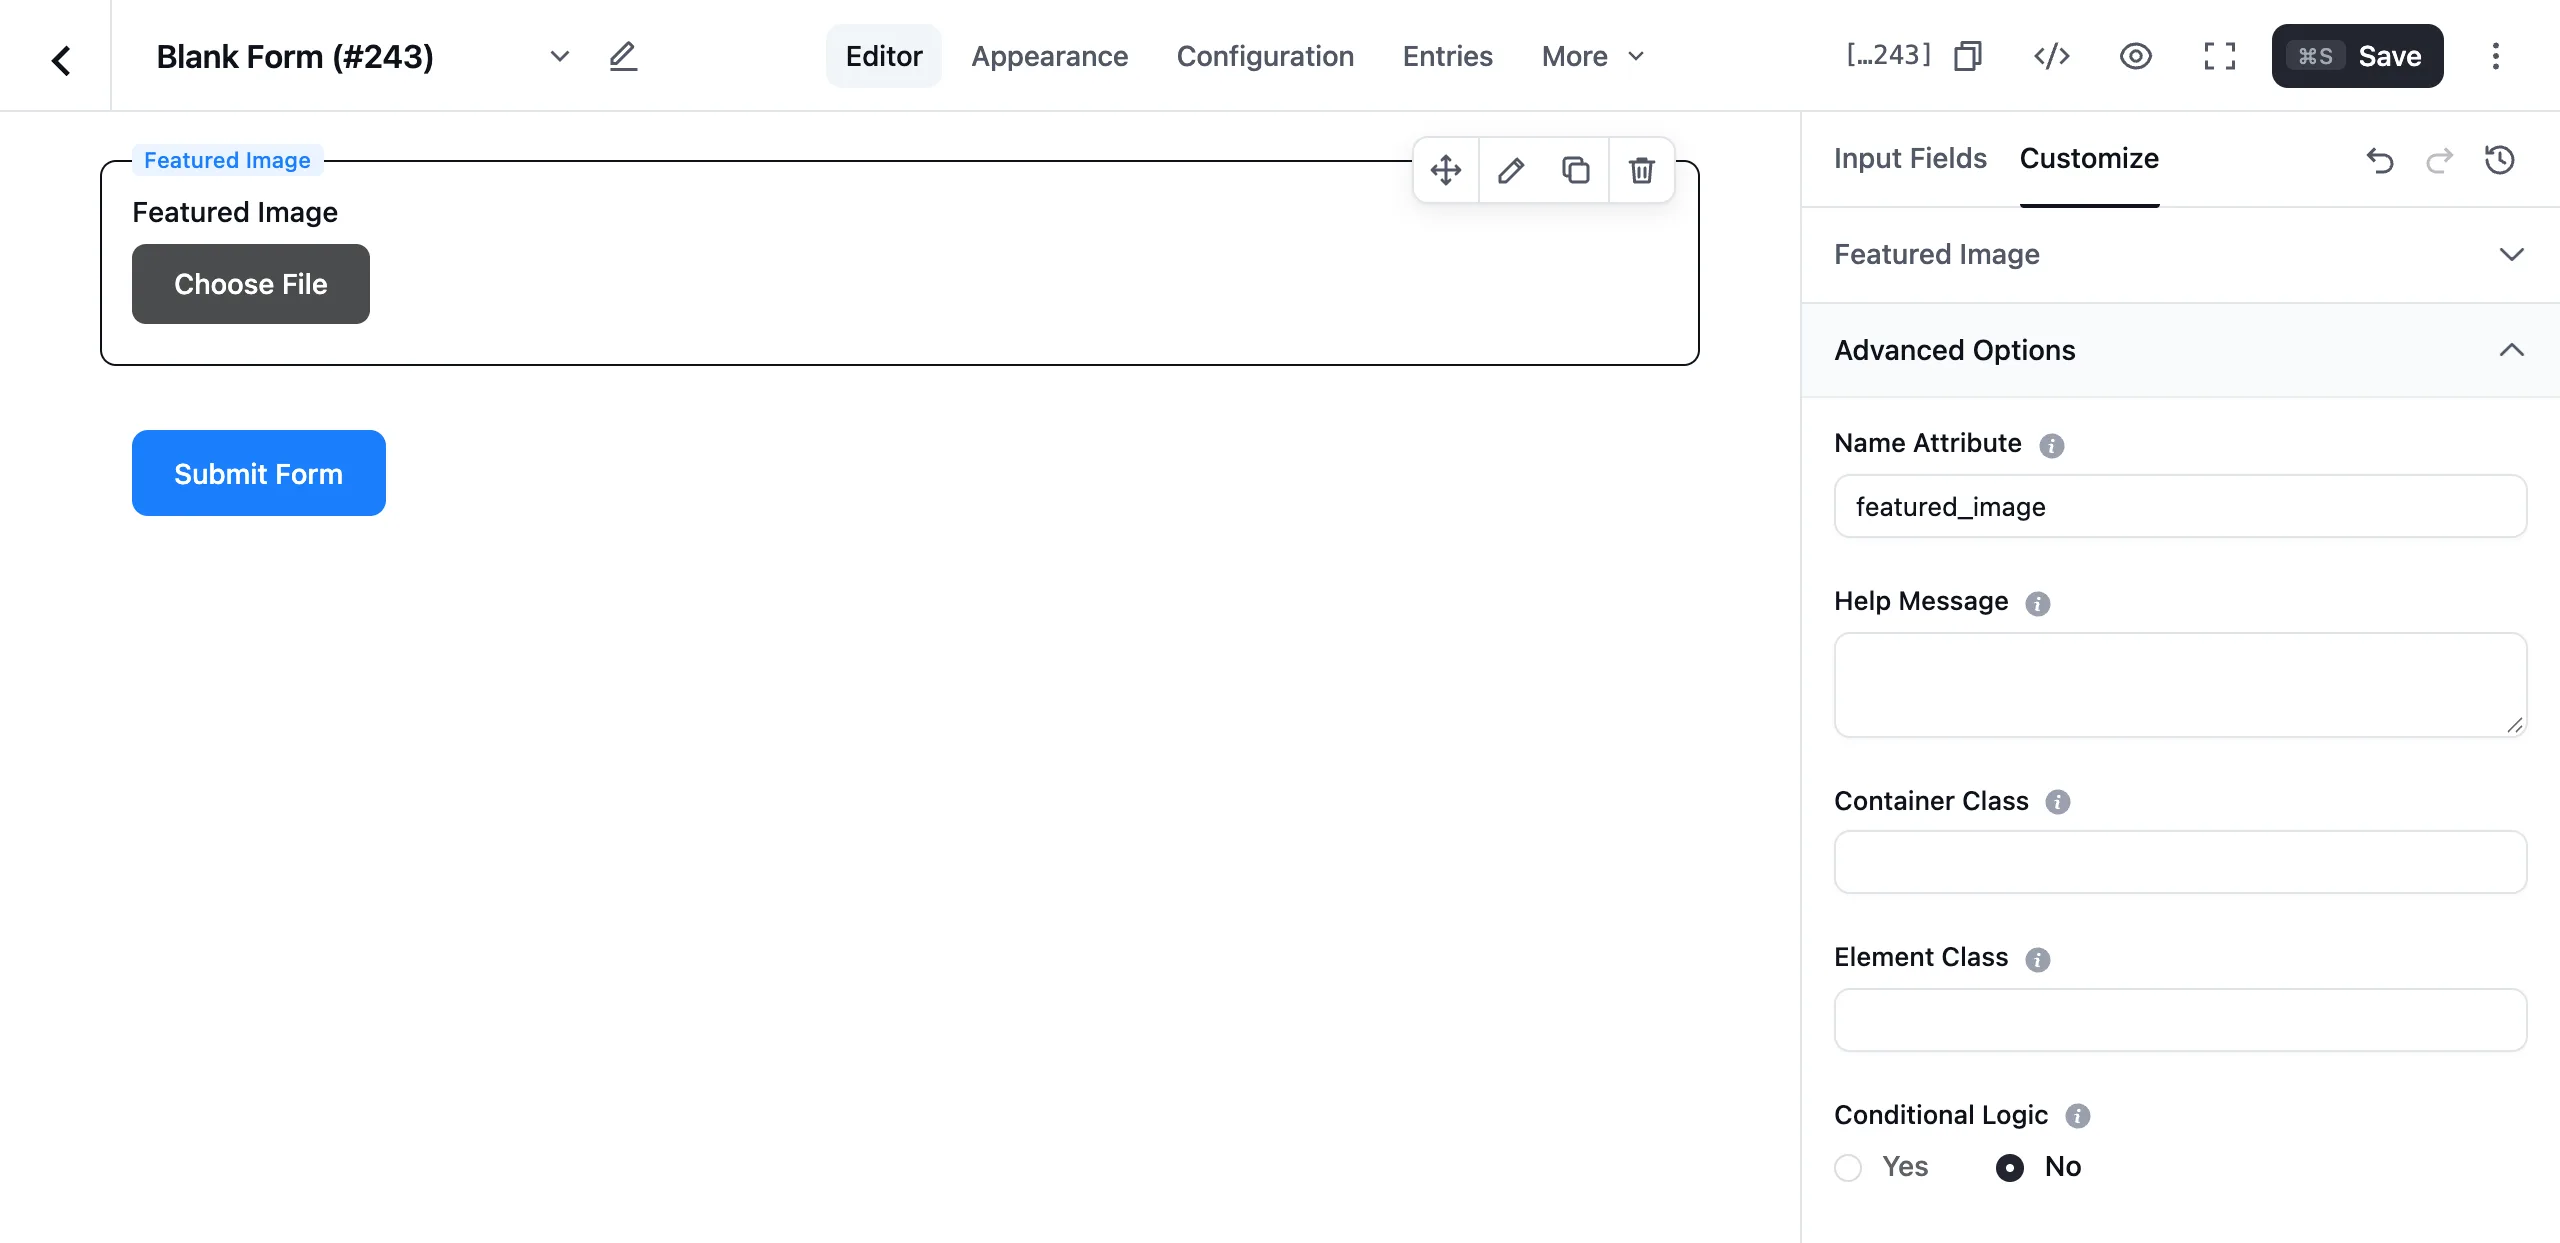 Blank Form (#243)
Editor
Appearance
Configuration
Entries
More
[…243]
⌘S Save
Featured Image
Featured Image
Choose File
Submit Form
Input Fields
Customize
Featured Image
Advanced Options
Name Attribute
featured_image
Help Message
Container Class
Element Class
Conditional Logic
Yes
No